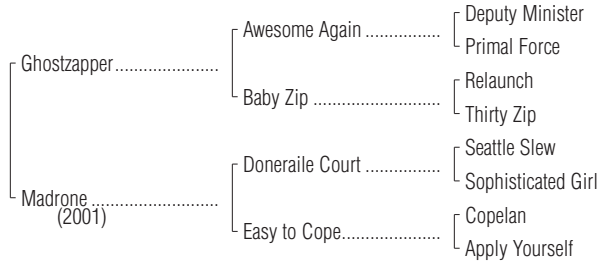 Deputy Minister
Awesome Again ................
Primal Force
Ghostzapper......................
Relaunch
Baby Zip ...........................
Thirty Zip
Seattle Slew
Doneraile Court ................
Sophisticated Girl
Madrone ...........................
(2001)
Copelan
Easy to Cope.....................
Apply Yourself